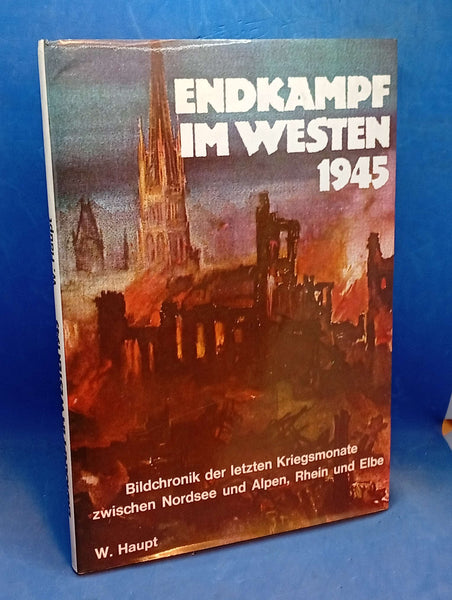 ENDKAMPF
IM WESTEN
1945
Bildchronik der letzten Kriegsmonate
zwischen Nordsee und Alpen, Rhein und Elbe
W. Haupt